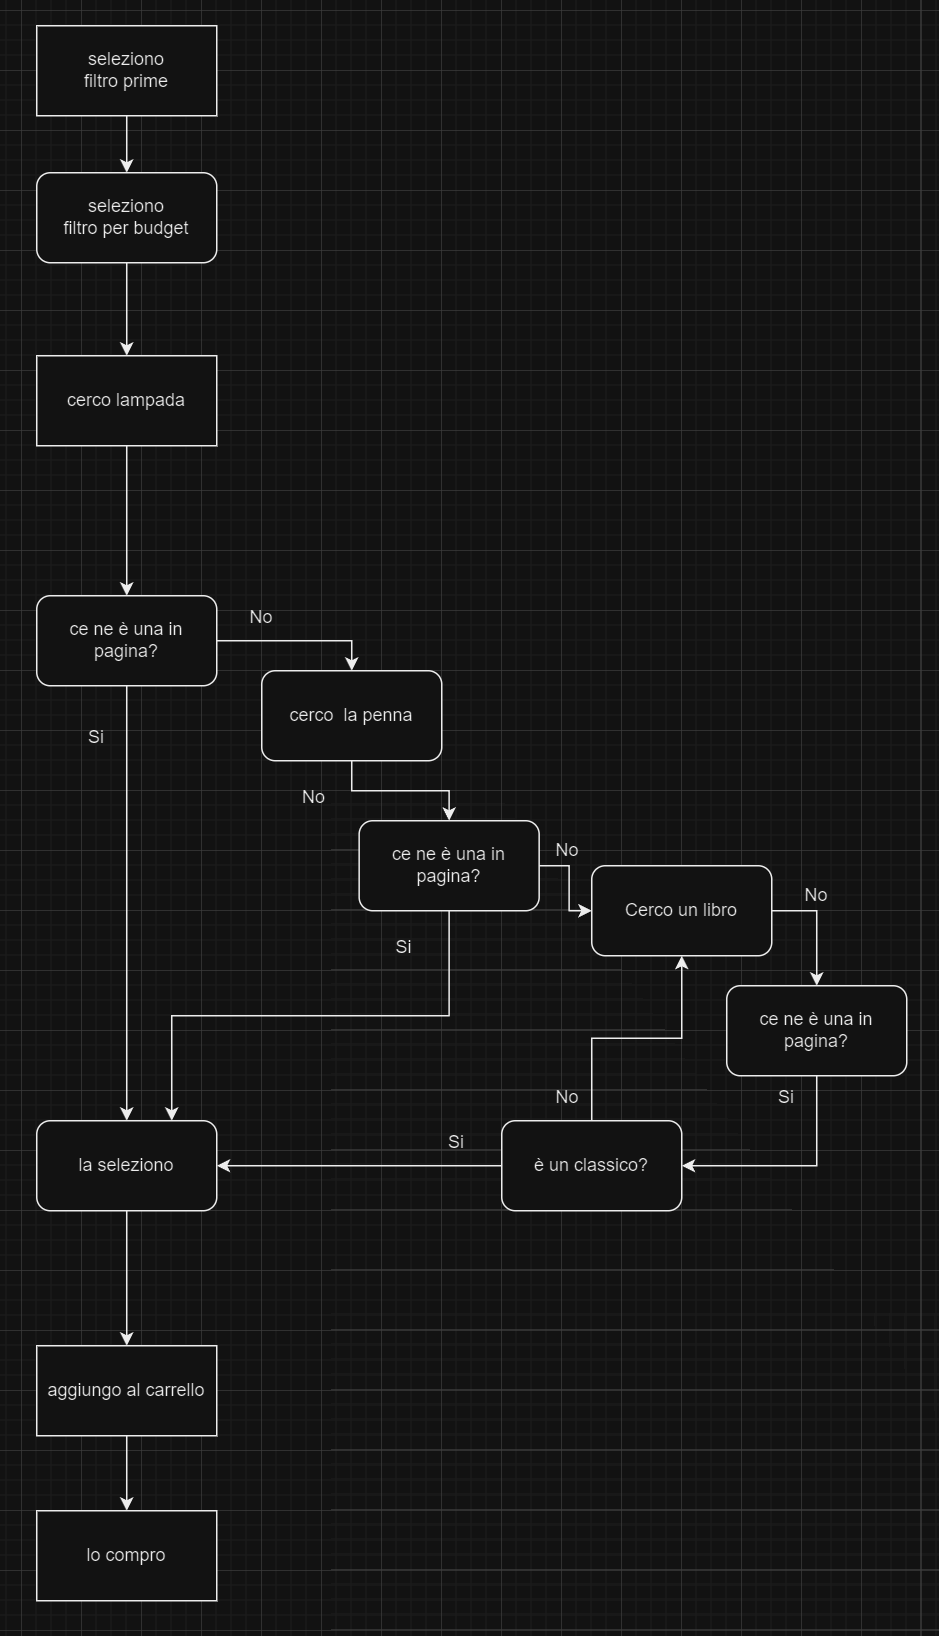 seleziono
filtro prime
seleziono
filtro per budget
cerco lampada
ce ne è una in
pagina?
No
Si
cerco  la penna
No
ce ne è una in
pagina?
No
Cerco un libro
No
Si
ce ne è una in
pagina?
No
Si
Si
la seleziono
è un classico?
aggiungo al carrello
lo compro